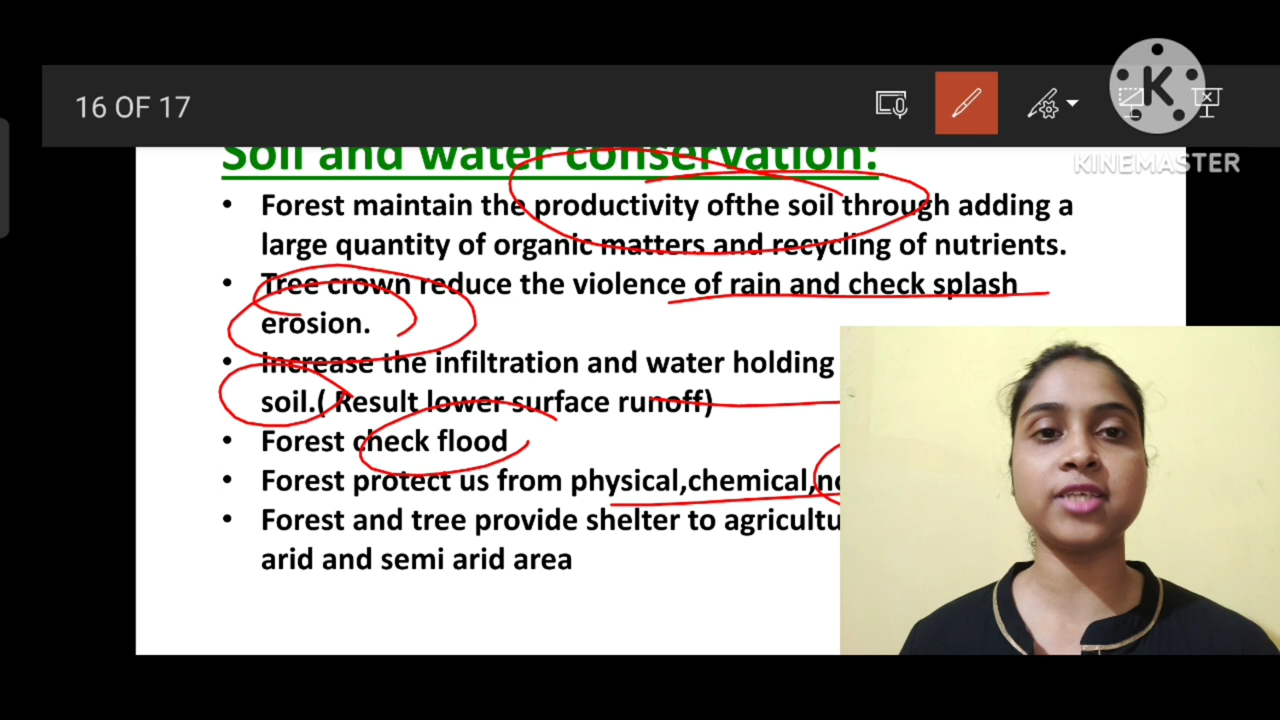 16 OF 17
K
KINEMASTER
Soil and water conservation:
• Forest maintain the productivity ofthe soil through adding a
large quantity of organic matters and recycling of nutrients.
• Tree crown reduce the violence of rain and check splash
erosion.
• Increase the infiltration and water holding
soil.( Result lower surface runoff)
• Forest check flood
• Forest protect us from physical,chemical,
• Forest and tree provide shelter to
arid and semi arid area